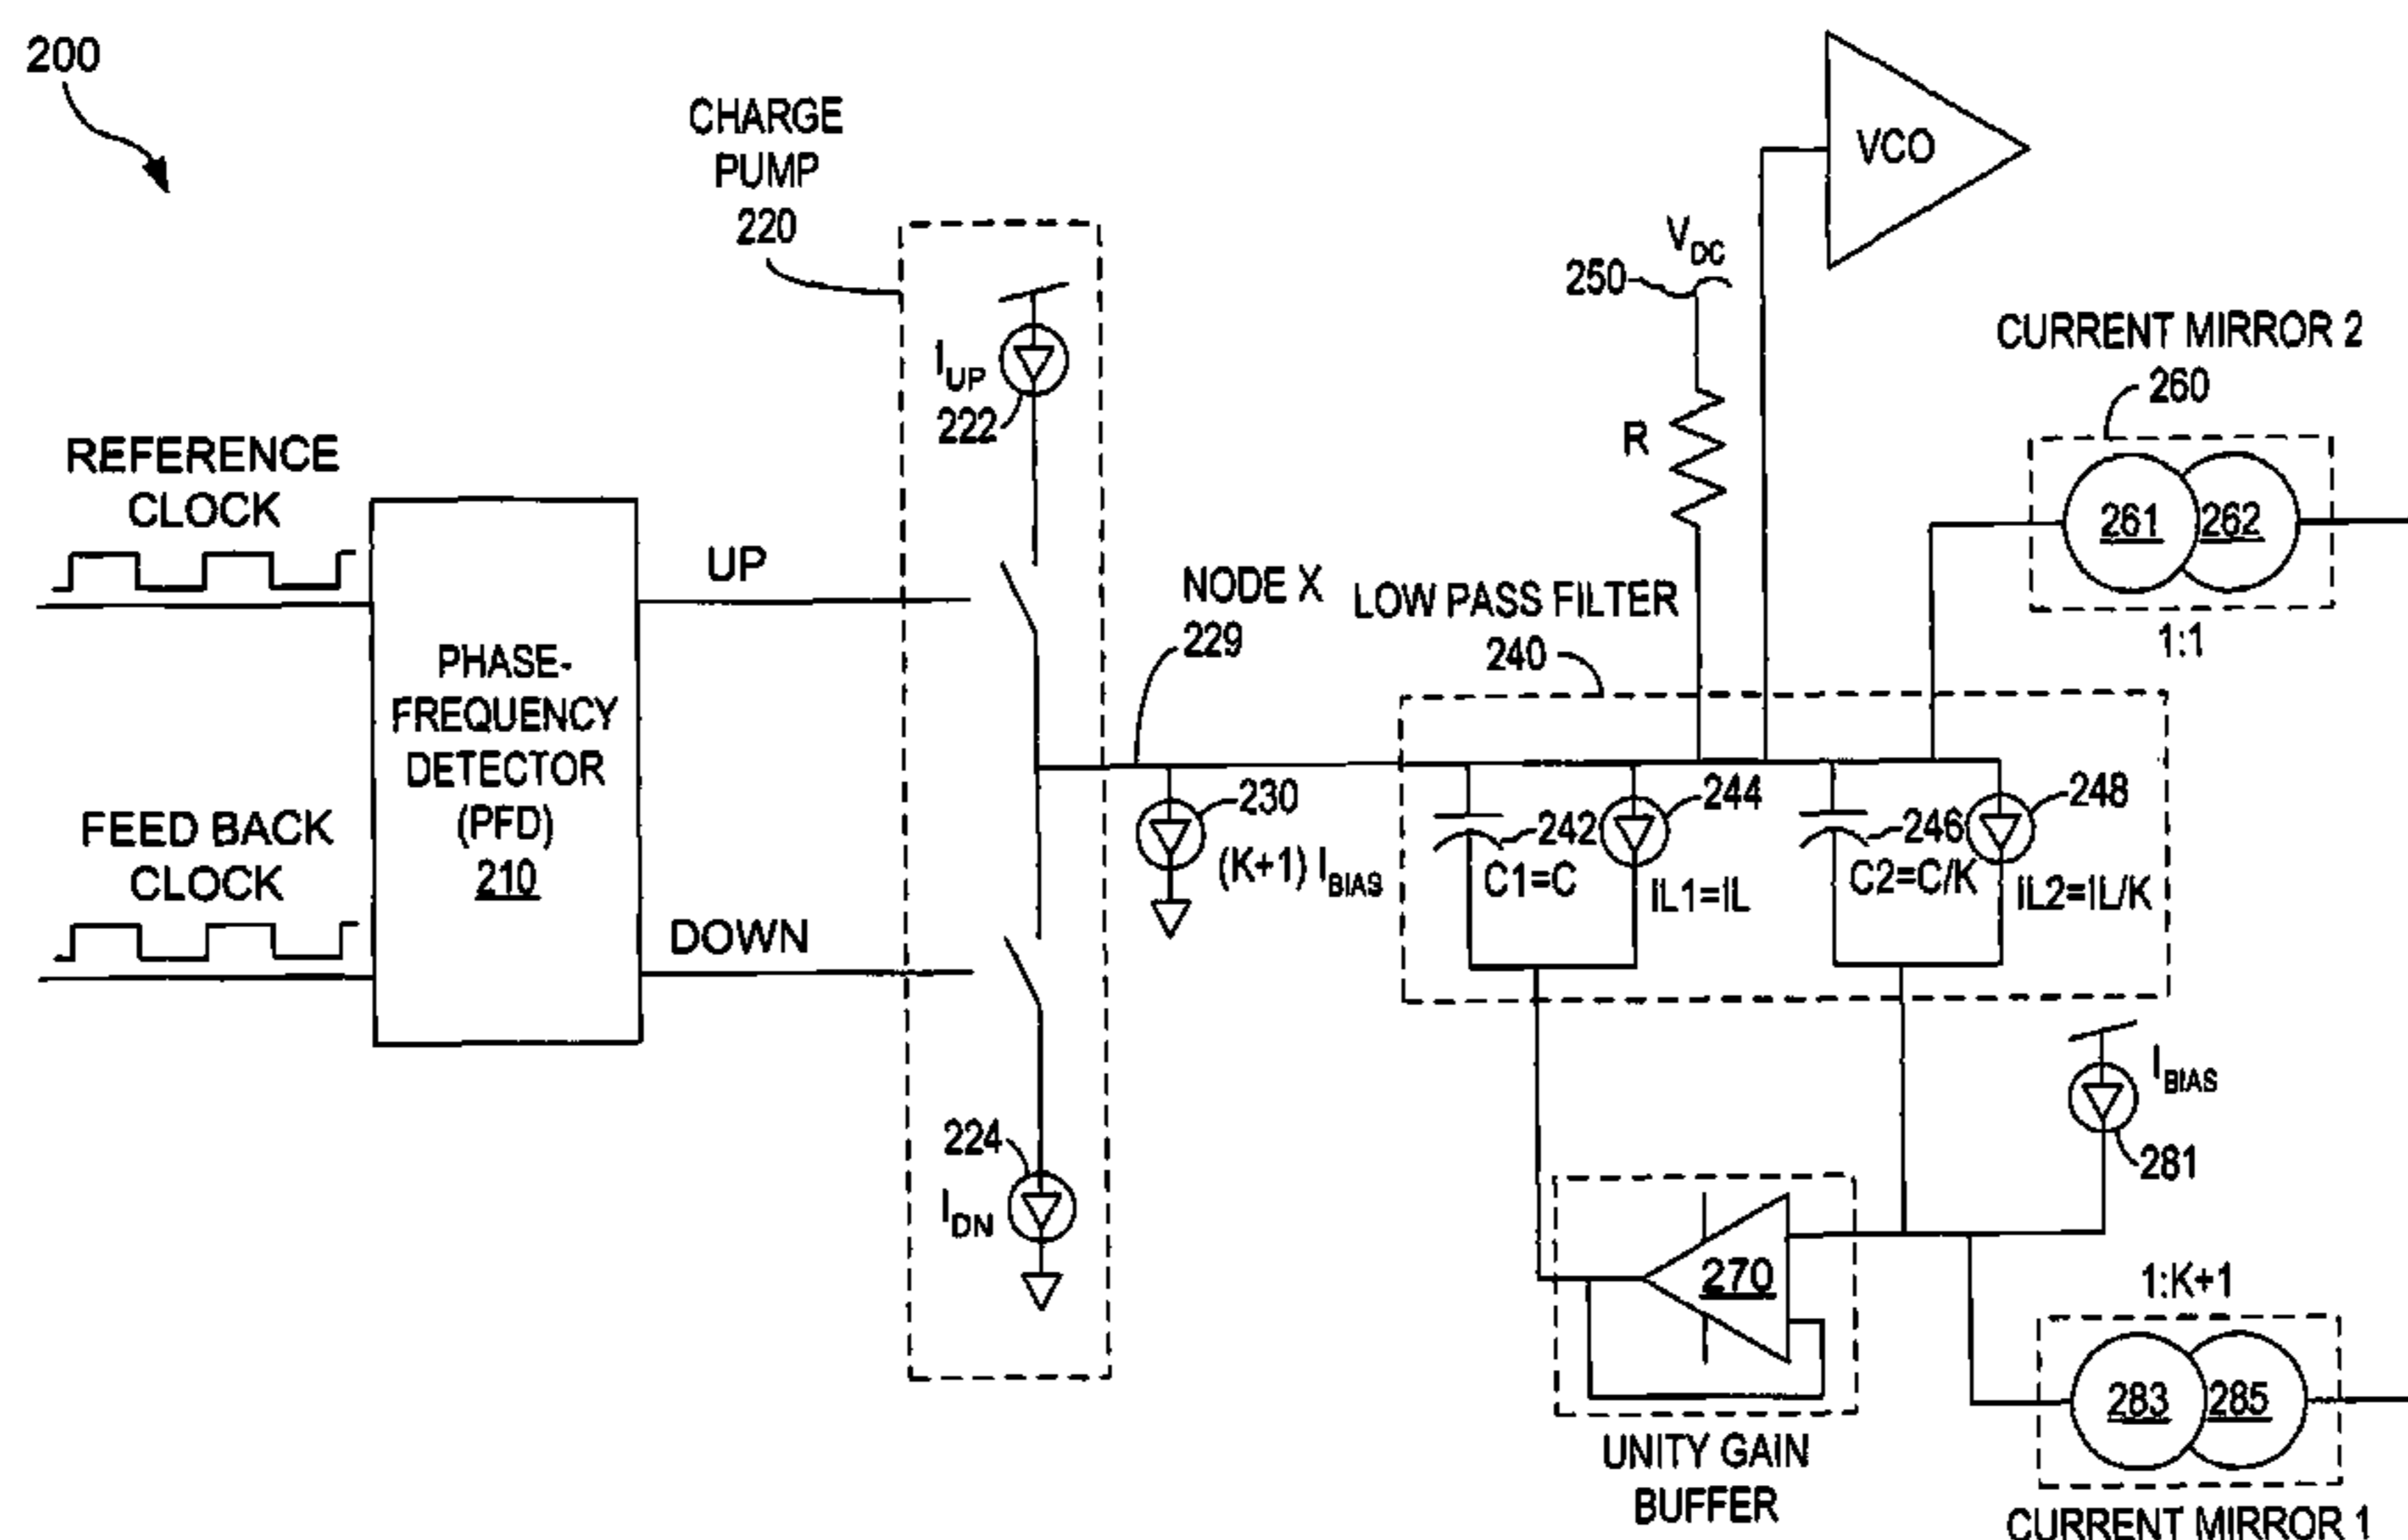 200
CHARGE
PUMP
220
I_UP
222
REFERENCE
CLOCK
UP
PHASE-
FREQUENCY
DETECTOR
(PFD)
210
FEED BACK
CLOCK
DOWN
224
I_DN
NODE X
229
230
(K+1) I_BIAS
LOW PASS FILTER
240
V_DC
250
R
VCO
CURRENT MIRROR 2
260
261
262
1:1
242
C1=C
244
IL1=IL
246
C2=C/K
248
IL2=IL/K
I_BIAS
281
270
UNITY GAIN
BUFFER
1:K+1
283
285
CURRENT MIRROR 1